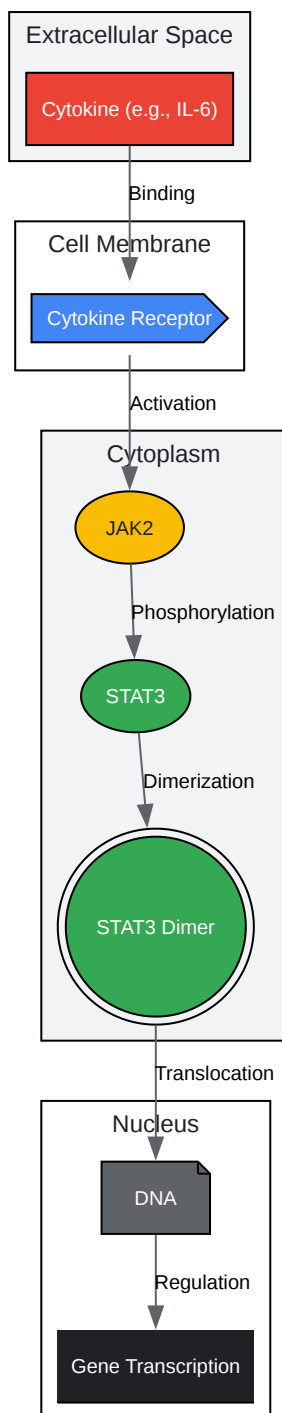 Extracellular Space
Cytokine (e.g., IL-6)
Binding
Cell Membrane
Cytokine Receptor
Activation
Cytoplasm
JAK2
Phosphorylation
STAT3
Dimerization
STAT3 Dimer
Translocation
Nucleus
DNA
Regulation
Gene Transcription